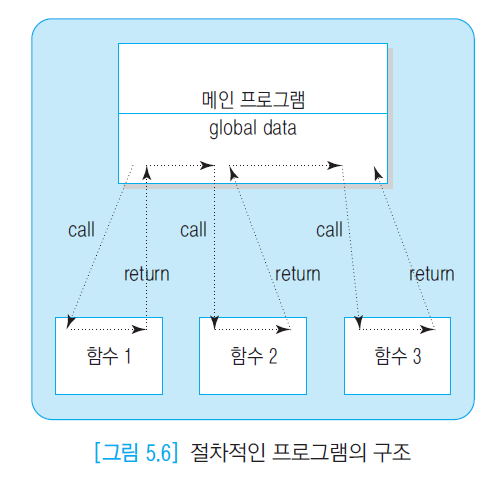 메인 프로그램
global data
call
call
call
return
return
return
함수 1
함수 2
함수 3
[그림 5.6] 절차적인 프로그램의 구조